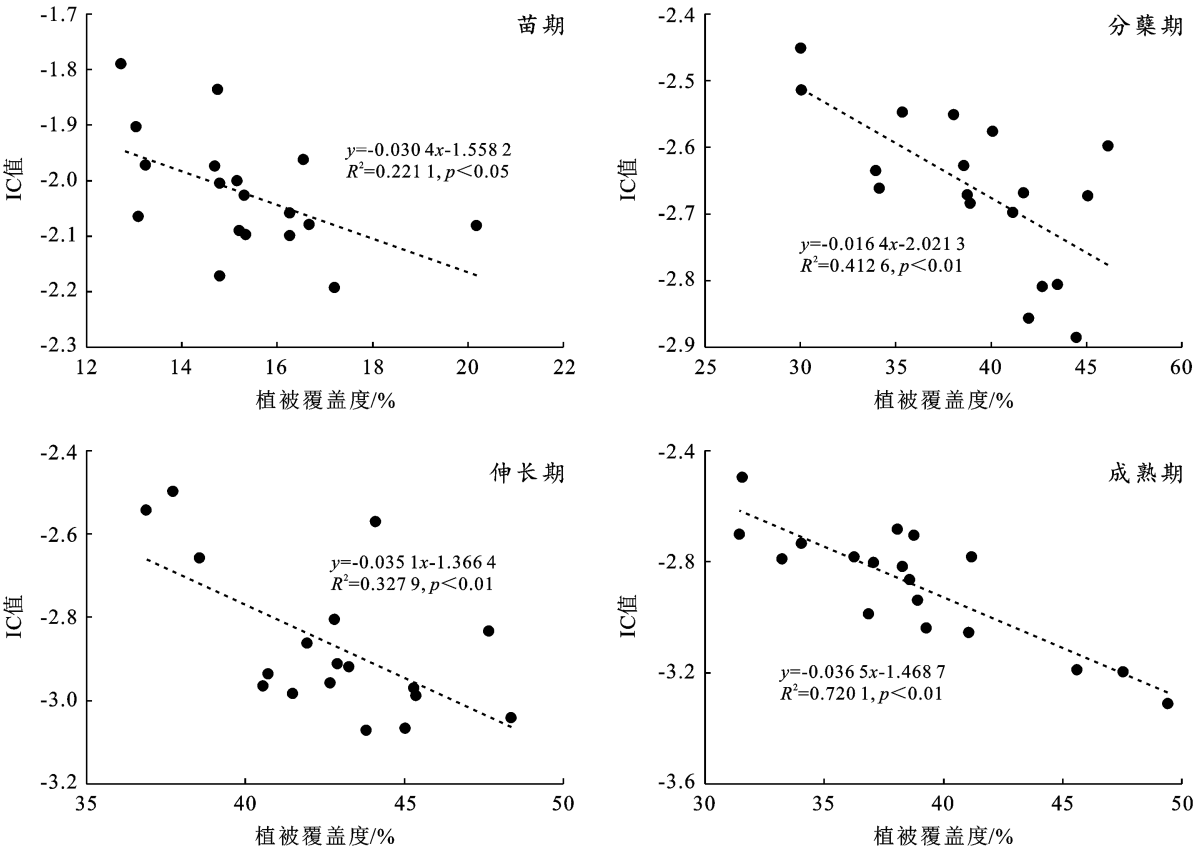 苗期
-1.7
-1.8
-1.9
-2.0
-2.1
-2.2
-2.3
IC值
y=-0.030 4x-1.558 2
R²=0.221 1, p＜0.05
12 14 16 18 20 22
植被覆盖度/%
分蘖期
-2.4
-2.5
-2.6
-2.7
-2.8
-2.9
IC值
y=-0.016 4x-2.021 3
R²=0.412 6, p＜0.01
25 30 35 40 45 60
植被覆盖度/%
伸长期
-2.4
-2.6
-2.8
-3.0
-3.2
IC值
y=-0.035 1x-1.366 4
R²=0.327 9, p＜0.01
35 40 45 50
植被覆盖度/%
成熟期
-2.4
-2.8
-3.2
-3.6
IC值
y=-0.036 5x-1.468 7
R²=0.720 1, p＜0.01
30 35 40 45 50
植被覆盖度/%